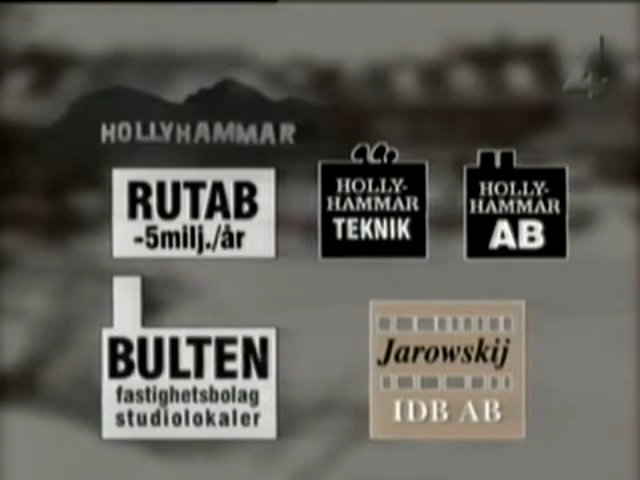 HOLLYHAMMAR
RUTAB
-5milj./år
HOLLY-
HAMMAR
TEKNIK
HOLLY-
HAMMAR
AB
BULTEN
fastighetsbolag
studiolokaler
Jarowskij
IDB AB
4